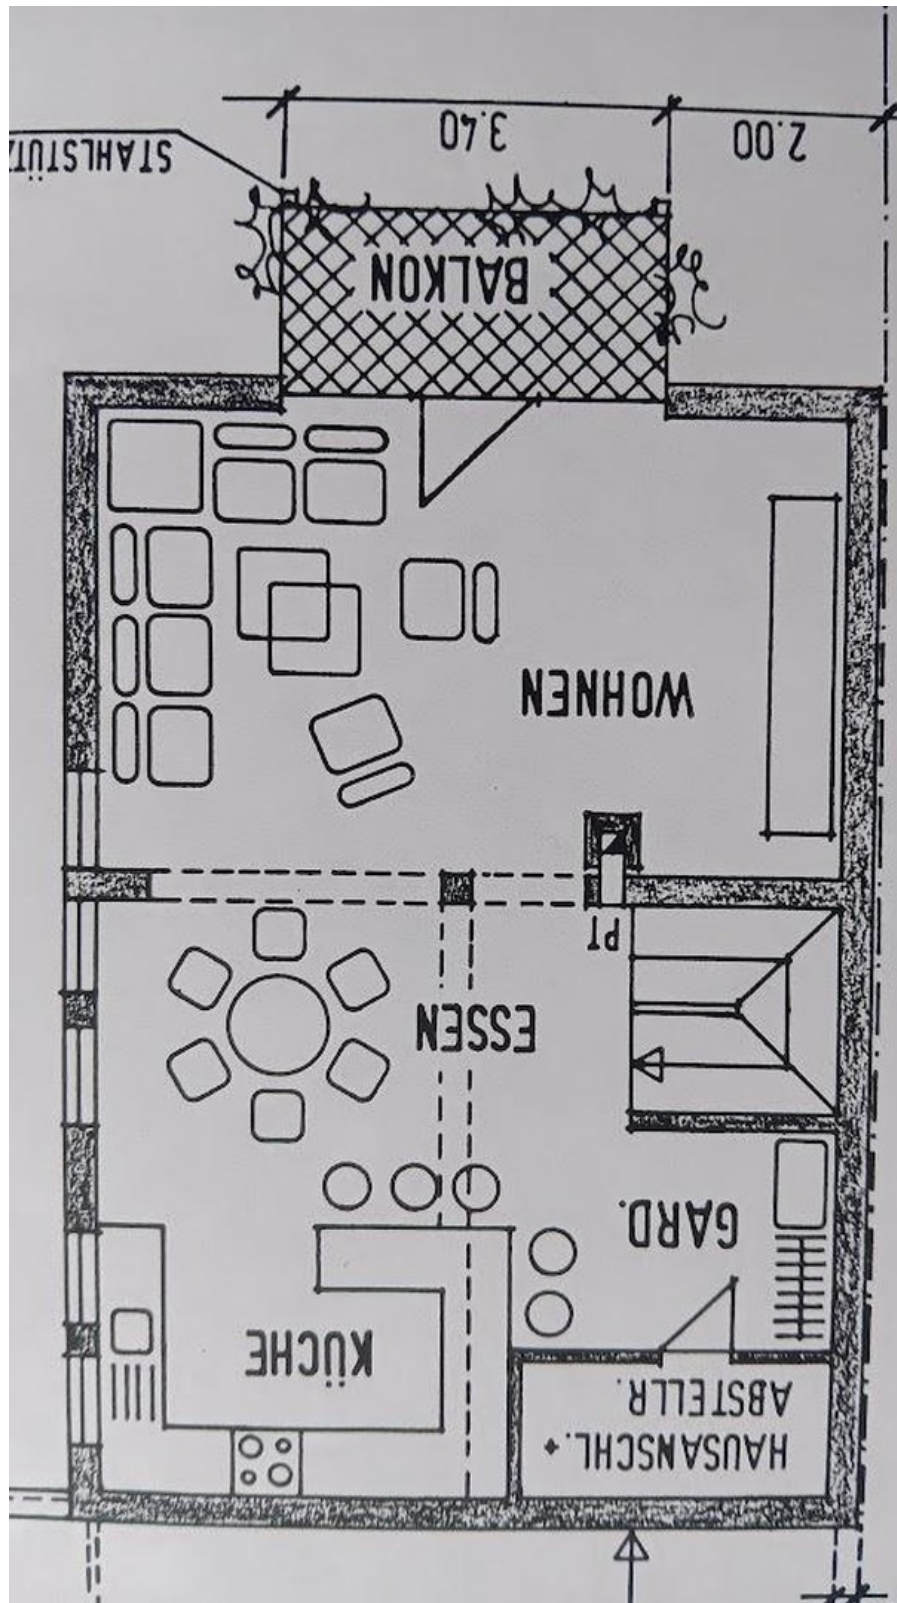 HAUSANSCHL.+
ABSTELLR.
KÜCHE
GARD.
ESSEN
PT
WOHNEN
BALKON
STAHLSTÜTZ
2.00
3.40